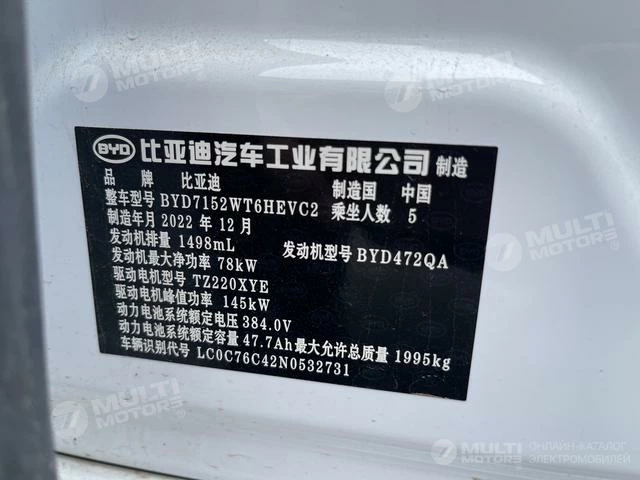 BYD 比亚迪汽车工业有限公司 制造
品 牌 比亚迪 制造国 中国
整车型号 BYD7152WT6HEVC2 乘坐人数 5
制造年月 2022 年 12 月
发动机排量 1498mL 发动机型号 BYD472QA
发动机最大净功率 78kW
驱动电机型号 TZ220XYE
驱动电机峰值功率 145kW
动力电池系统额定电压 384.0V
动力电池系统额定容量 47.7Ah 最大允许总质量 1995kg
车辆识别代号 LC0C76C42N0532731
MULTI MOTORS
MULTI MOTORS
MULTI MOTORS
MULTI MOTORS
MULTI MOTORS ОНЛАЙН-КАТАЛОГ ЭЛЕКТРОМОБИЛЕЙ